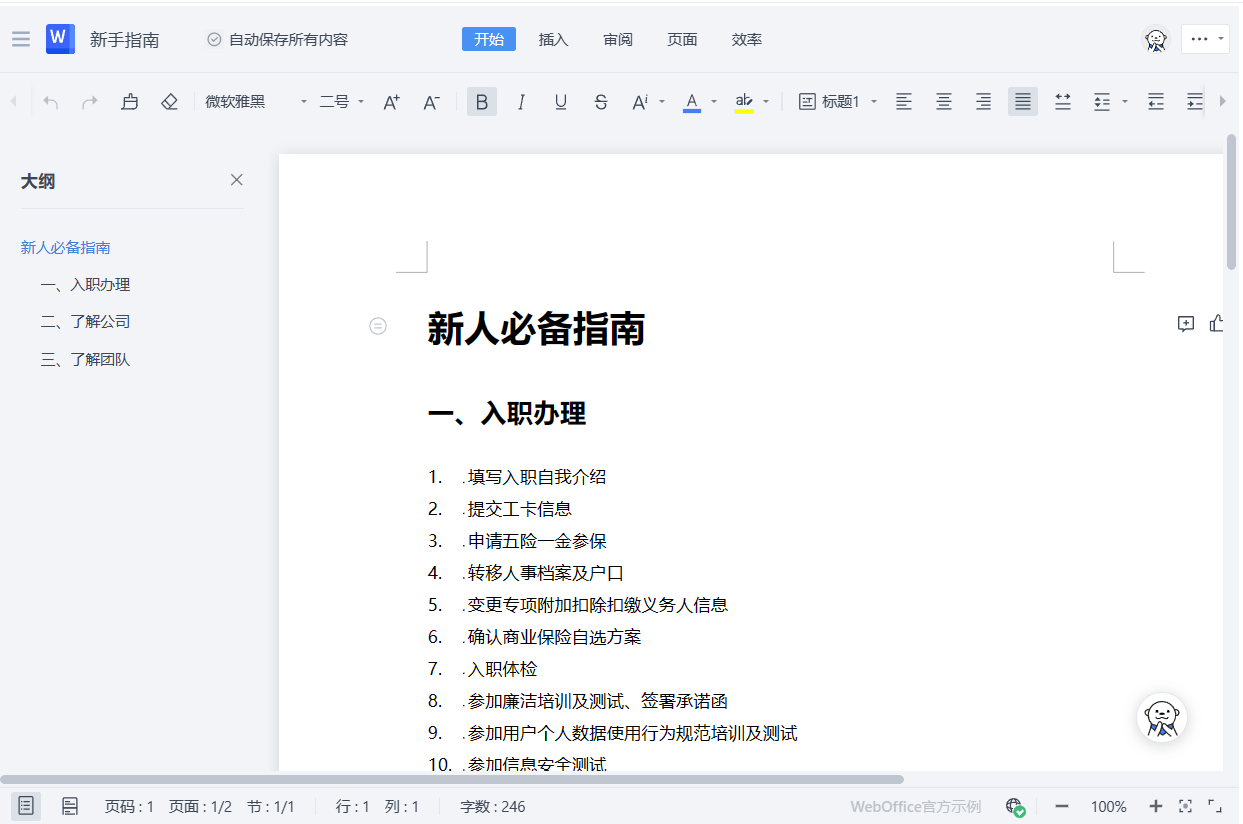 W 新手指南 自动保存所有内容 开始 插入 审阅 页面 效率
微软雅黑 二号 A+ A- B I U S A A ab 标题1
大纲
新人必备指南
一、入职办理
二、了解公司
三、了解团队
新人必备指南
一、入职办理
1. 填写入职自我介绍
2. 提交工卡信息
3. 申请五险一金参保
4. 转移人事档案及户口
5. 变更专项附加扣除扣缴义务人信息
6. 确认商业保险自选方案
7. 入职体检
8. 参加廉洁培训及测试、签署承诺函
9. 参加用户个人数据使用行为规范培训及测试
10. 参加信息安全测试
页码 : 1 页面 : 1/2 节 : 1/1 行 : 1 列 : 1 字数 : 246 WebOffice官方示例 100%